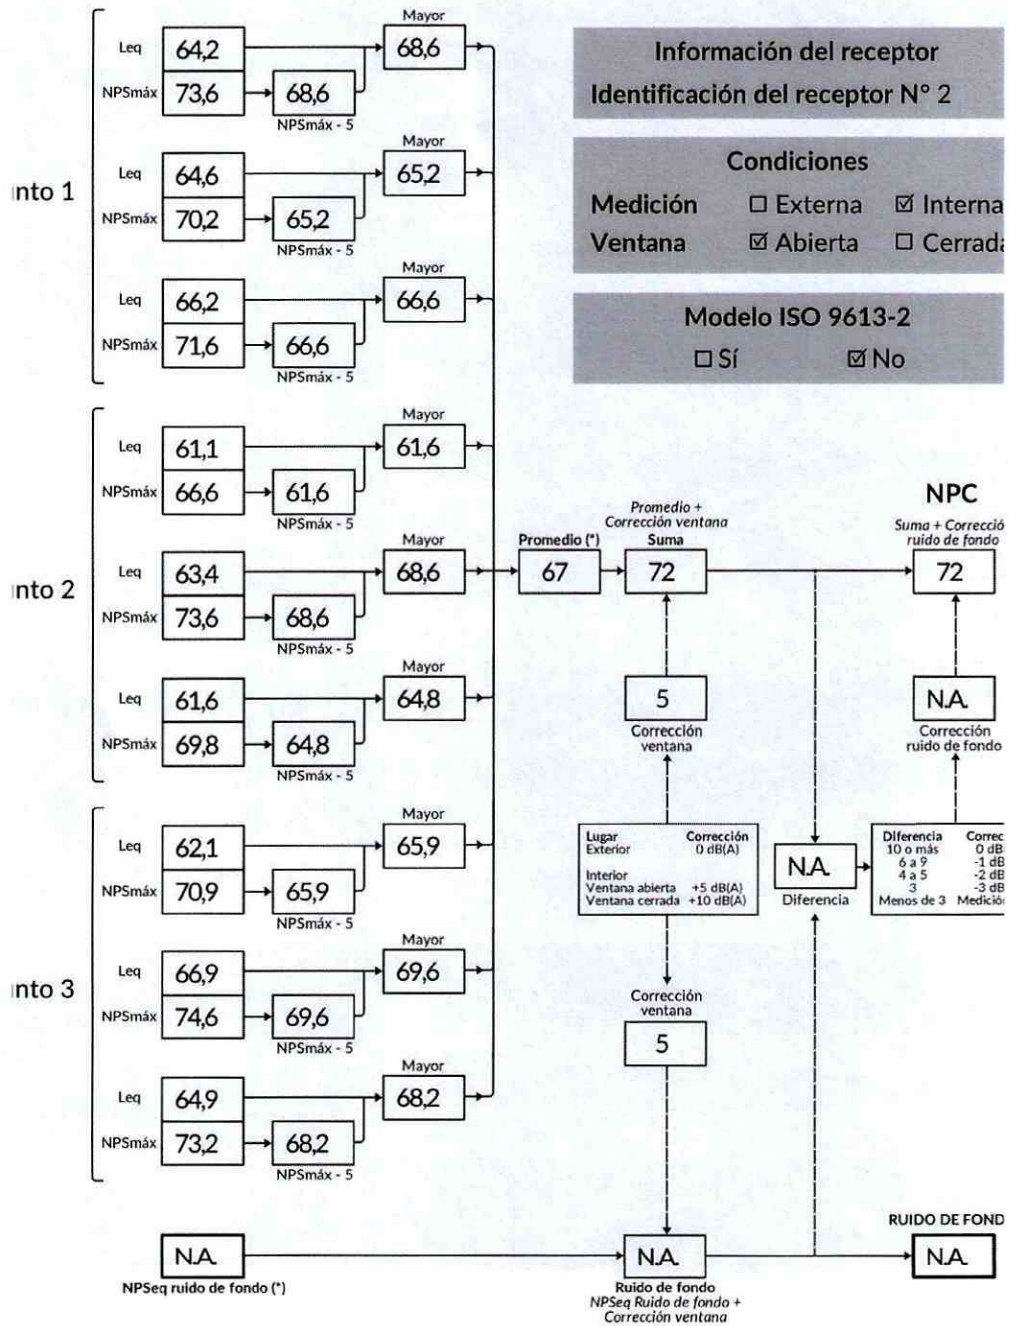 Información del receptor
Identificación del receptor N° 2
Condiciones
Medición ☐ Externa ☑ Interna
Ventana ☑ Abierta ☐ Cerrada
Modelo ISO 9613-2
☐ Sí ☑ No
nto 1
Mayor
Leq 64,2 68,6
NPSmáx 73,6 68,6
NPSmáx - 5
Mayor
Leq 64,6 65,2
NPSmáx 70,2 65,2
NPSmáx - 5
Mayor
Leq 66,2 66,6
NPSmáx 71,6 66,6
NPSmáx - 5
nto 2
Mayor
Leq 61,1 61,6
NPSmáx 66,6 61,6
NPSmáx - 5
Mayor
Leq 63,4 68,6
NPSmáx 73,6 68,6
NPSmáx - 5
Mayor
Leq 61,6 64,8
NPSmáx 69,8 64,8
NPSmáx - 5
nto 3
Mayor
Leq 62,1 65,9
NPSmáx 70,9 65,9
NPSmáx - 5
Mayor
Leq 66,9 69,6
NPSmáx 74,6 69,6
NPSmáx - 5
Mayor
Leq 64,9 68,2
NPSmáx 73,2 68,2
NPSmáx - 5
Promedio (*)
67
Promedio +
Corrección ventana
Suma
72
NPC
Suma + Correcció
ruido de fondo
72
5
Corrección
ventana
N.A.
Corrección
ruido de fondo
Lugar Corrección
Exterior 0 dB(A)
Interior
Ventana abierta +5 dB(A)
Ventana cerrada +10 dB(A)
N.A.
Diferencia
Diferencia Correc
10 o más 0 dB
6 a 9 -1 dB
4 a 5 -2 dB
3 -3 dB
Menos de 3 Medición
Corrección
ventana
5
N.A.
NPSeq ruido de fondo (*)
N.A.
Ruido de fondo
NPSeq Ruido de fondo +
Corrección ventana
RUIDO DE FOND
N.A.